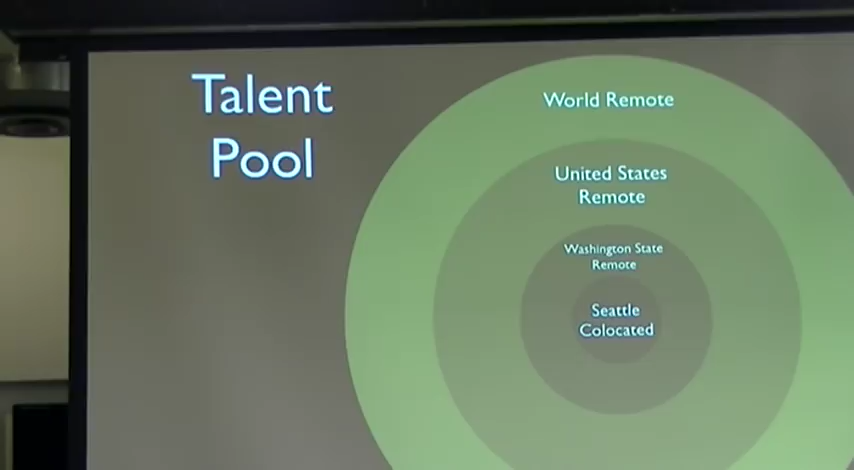 Talent
Pool
World Remote
United States
Remote
Washington State
Remote
Seattle
Colocated